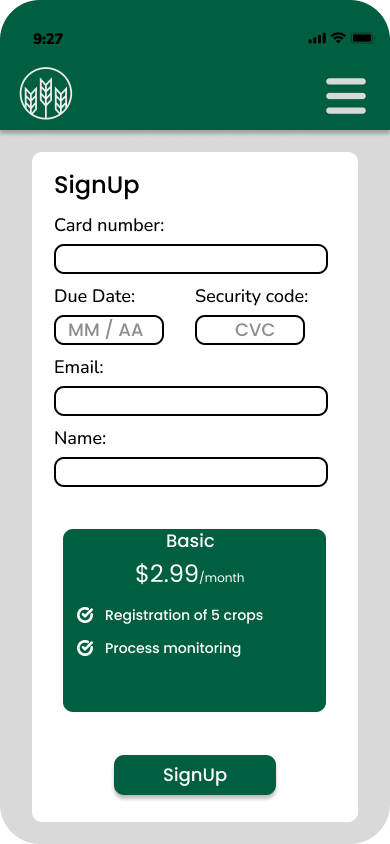 9:27
SignUp
Card number:
Due Date: Security code:
MM / AA CVC
Email:
Name:
Basic
$2.99/month
Registration of 5 crops
Process monitoring
SignUp